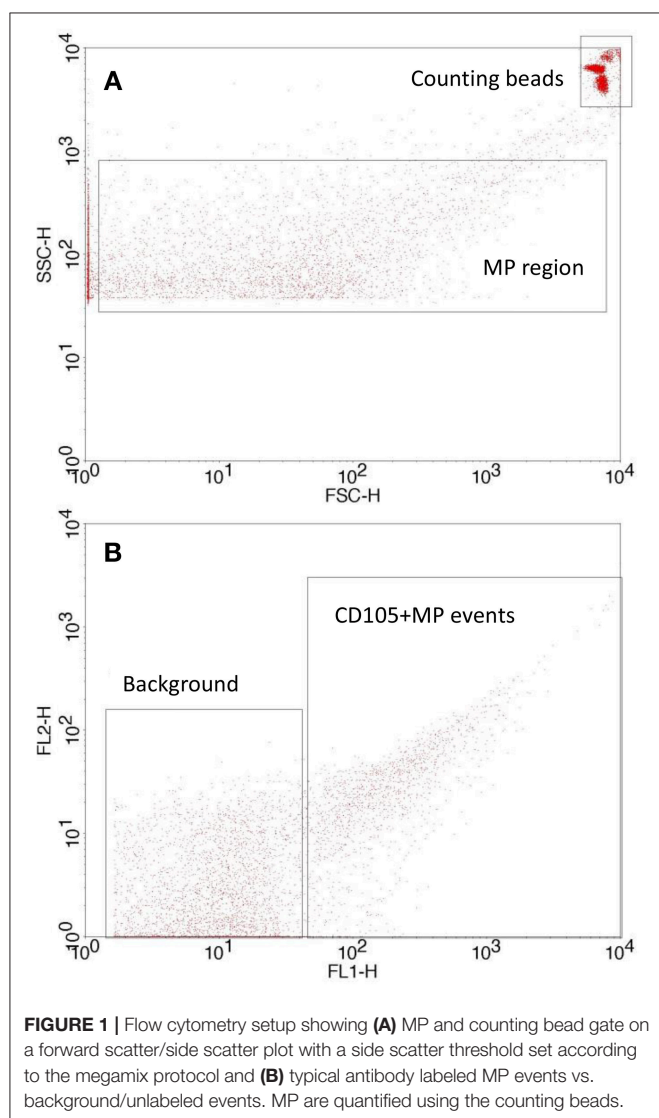 10^4
A
Counting beads
10^3
SSC-H
10^2
MP region
10^1
10^0
10^0 10^1 10^2 10^3 10^4
FSC-H
10^4
B
CD105+MP events
10^3
Background
FL2-H
10^2
10^1
10^0
10^0 10^1 10^2 10^3 10^4
FL1-H
FIGURE 1 | Flow cytometry setup showing (A) MP and counting bead gate on
a forward scatter/side scatter plot with a side scatter threshold set according
to the megamix protocol and (B) typical antibody labeled MP events vs.
background/unlabeled events. MP are quantified using the counting beads.